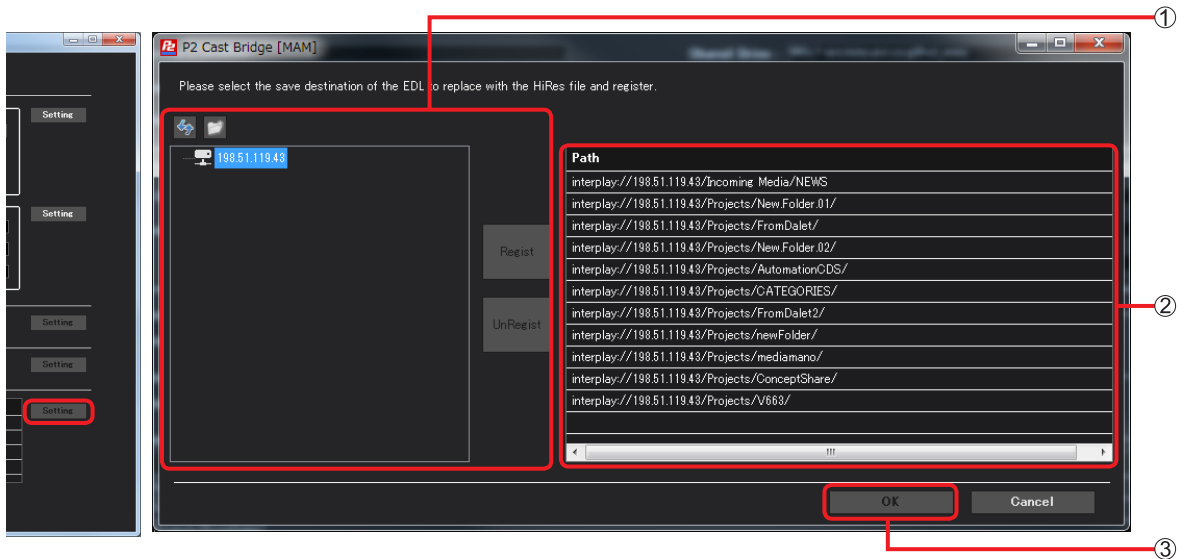 ①
P2 P2 Cast Bridge [MAM]
Please select the save destination of the EDL to replace with the HiRes file and register.
Setting
198.51.119.43
Path
interplay://198.51.119.43/Incoming Media/NEWS
interplay://198.51.119.43/Projects/New.Folder.01/
Setting
interplay://198.51.119.43/Projects/FromDalet/
Regist
interplay://198.51.119.43/Projects/New.Folder.02/
interplay://198.51.119.43/Projects/AutomationCDS/
interplay://198.51.119.43/Projects/CATEGORIES/
②
interplay://198.51.119.43/Projects/FromDalet2/
Setting
UnRegist
interplay://198.51.119.43/Projects/newFolder/
interplay://198.51.119.43/Projects/mediamano/
Setting
interplay://198.51.119.43/Projects/ConceptShare/
interplay://198.51.119.43/Projects/V663/
Setting
OK
Cancel
③